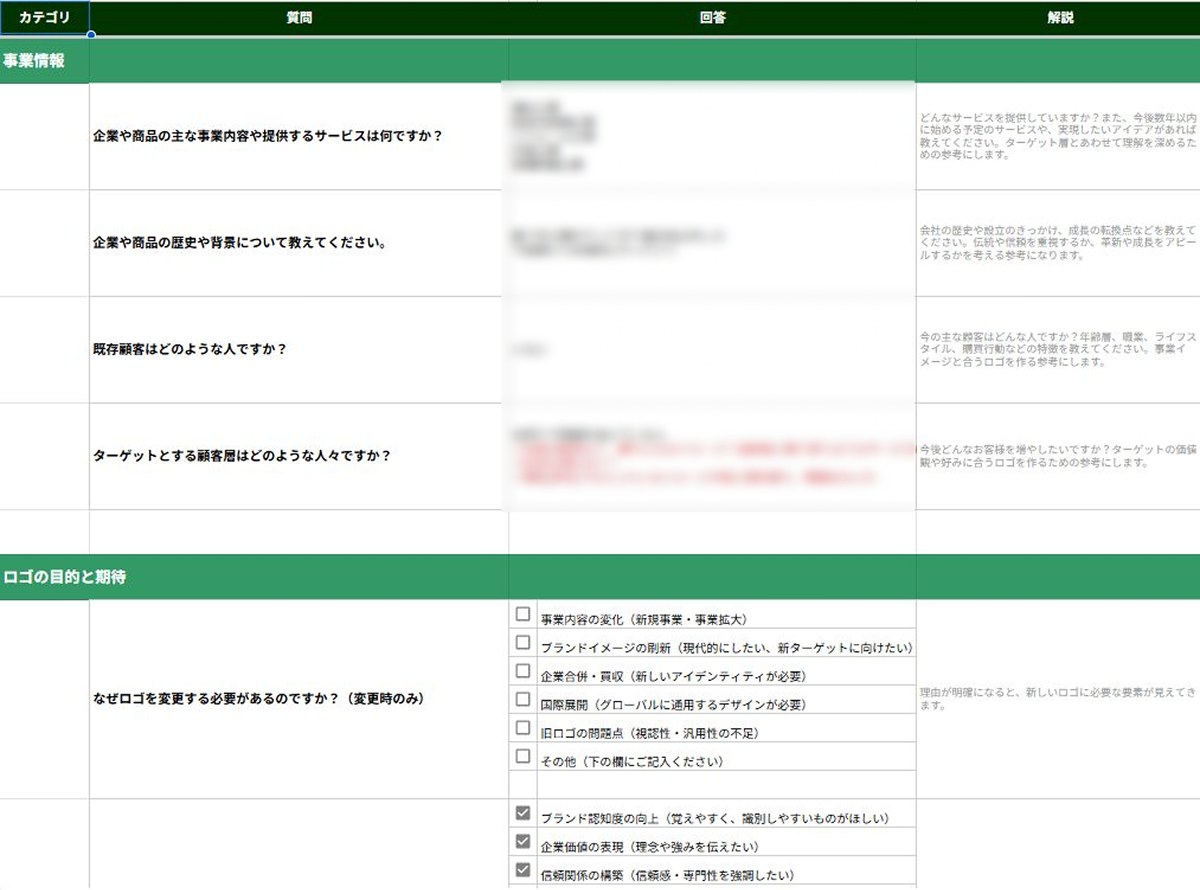 カテゴリ
質問
回答
解説
事業情報
企業や商品の主な事業内容や提供するサービスは何ですか？
どんなサービスを提供していますか？また、今後数年以内
に始める予定のサービスや、実現したいアイデアがあれば
教えてください。ターゲット層とあわせて理解を深めるた
めの参考にします。
企業や商品の歴史や背景について教えてください。
会社の歴史や設立のきっかけ、成長の転換点などを教えて
ください。伝統や信頼を重視するか、革新や成長をアピー
ルするかを考える参考になります。
既存顧客はどのような人ですか？
今の主な顧客はどんな人ですか？年齢層、職業、ライフス
タイル、購買行動などの特徴を教えてください。事業イ
メージと合うロゴを作る参考にします。
ターゲットとする顧客層はどのような人々ですか？
今後どんなお客様を増やしたいですか？ターゲットの価値
観や好みに合うロゴを作るための参考にします。
ロゴの目的と期待
なぜロゴを変更する必要があるのですか？（変更時のみ）
事業内容の変化（新規事業・事業拡大）
ブランドイメージの刷新（現代的にしたい、新ターゲットに向けたい）
企業合併・買収（新しいアイデンティティが必要）
国際展開（グローバルに通用するデザインが必要）
旧ロゴの問題点（視認性・汎用性の不足）
その他（下の欄にご記入ください）
理由が明確になると、新しいロゴに必要な要素が見えてき
ます。
ブランド認知度の向上（覚えやすく、識別しやすいものがほしい）
企業価値の表現（理念や強みを伝えたい）
信頼関係の構築（信頼感・専門性を強調したい）